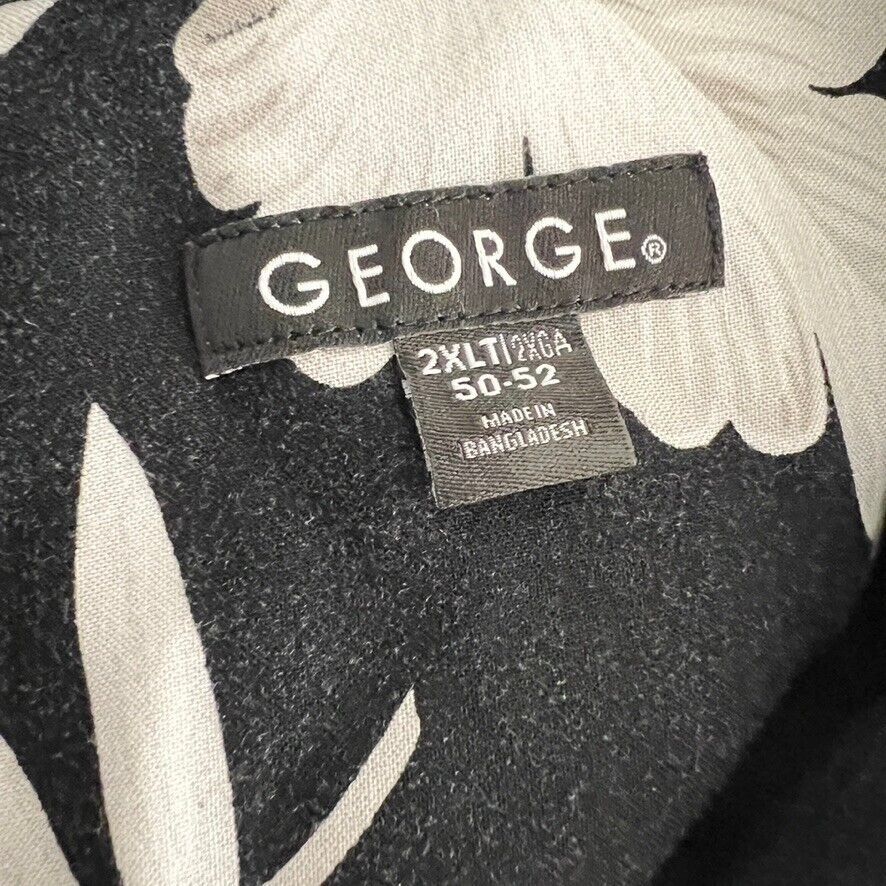 GEORGE®
2XLT|2XGA
50-52
MADE IN
BANGLADESH